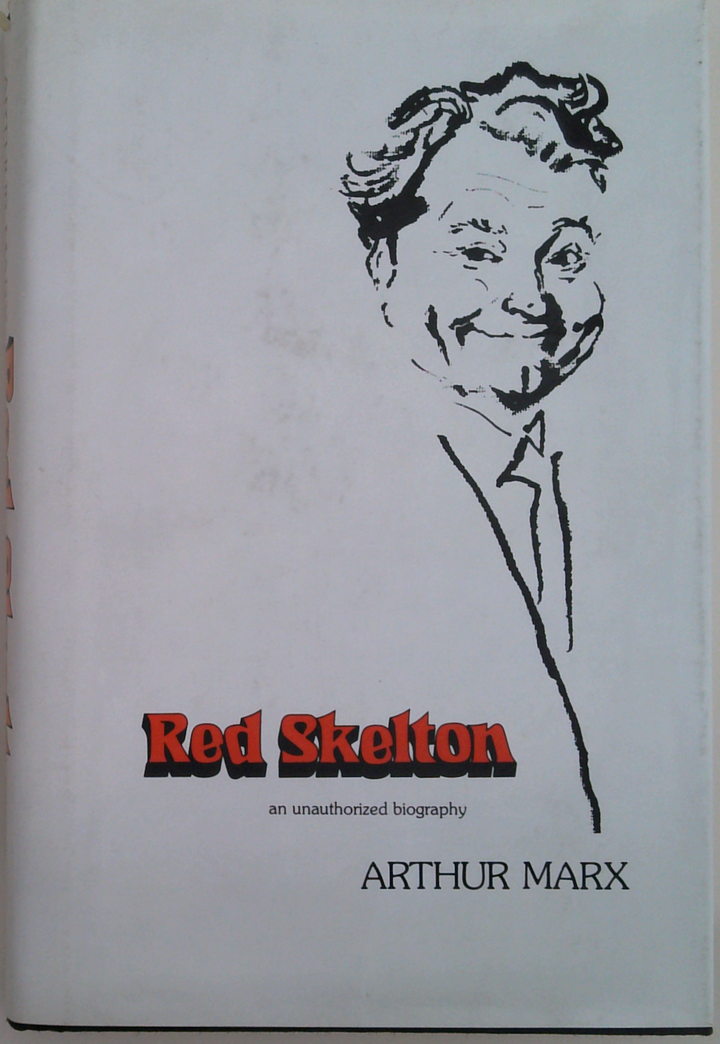 Red Skelton
an unauthorized biography
ARTHUR MARX